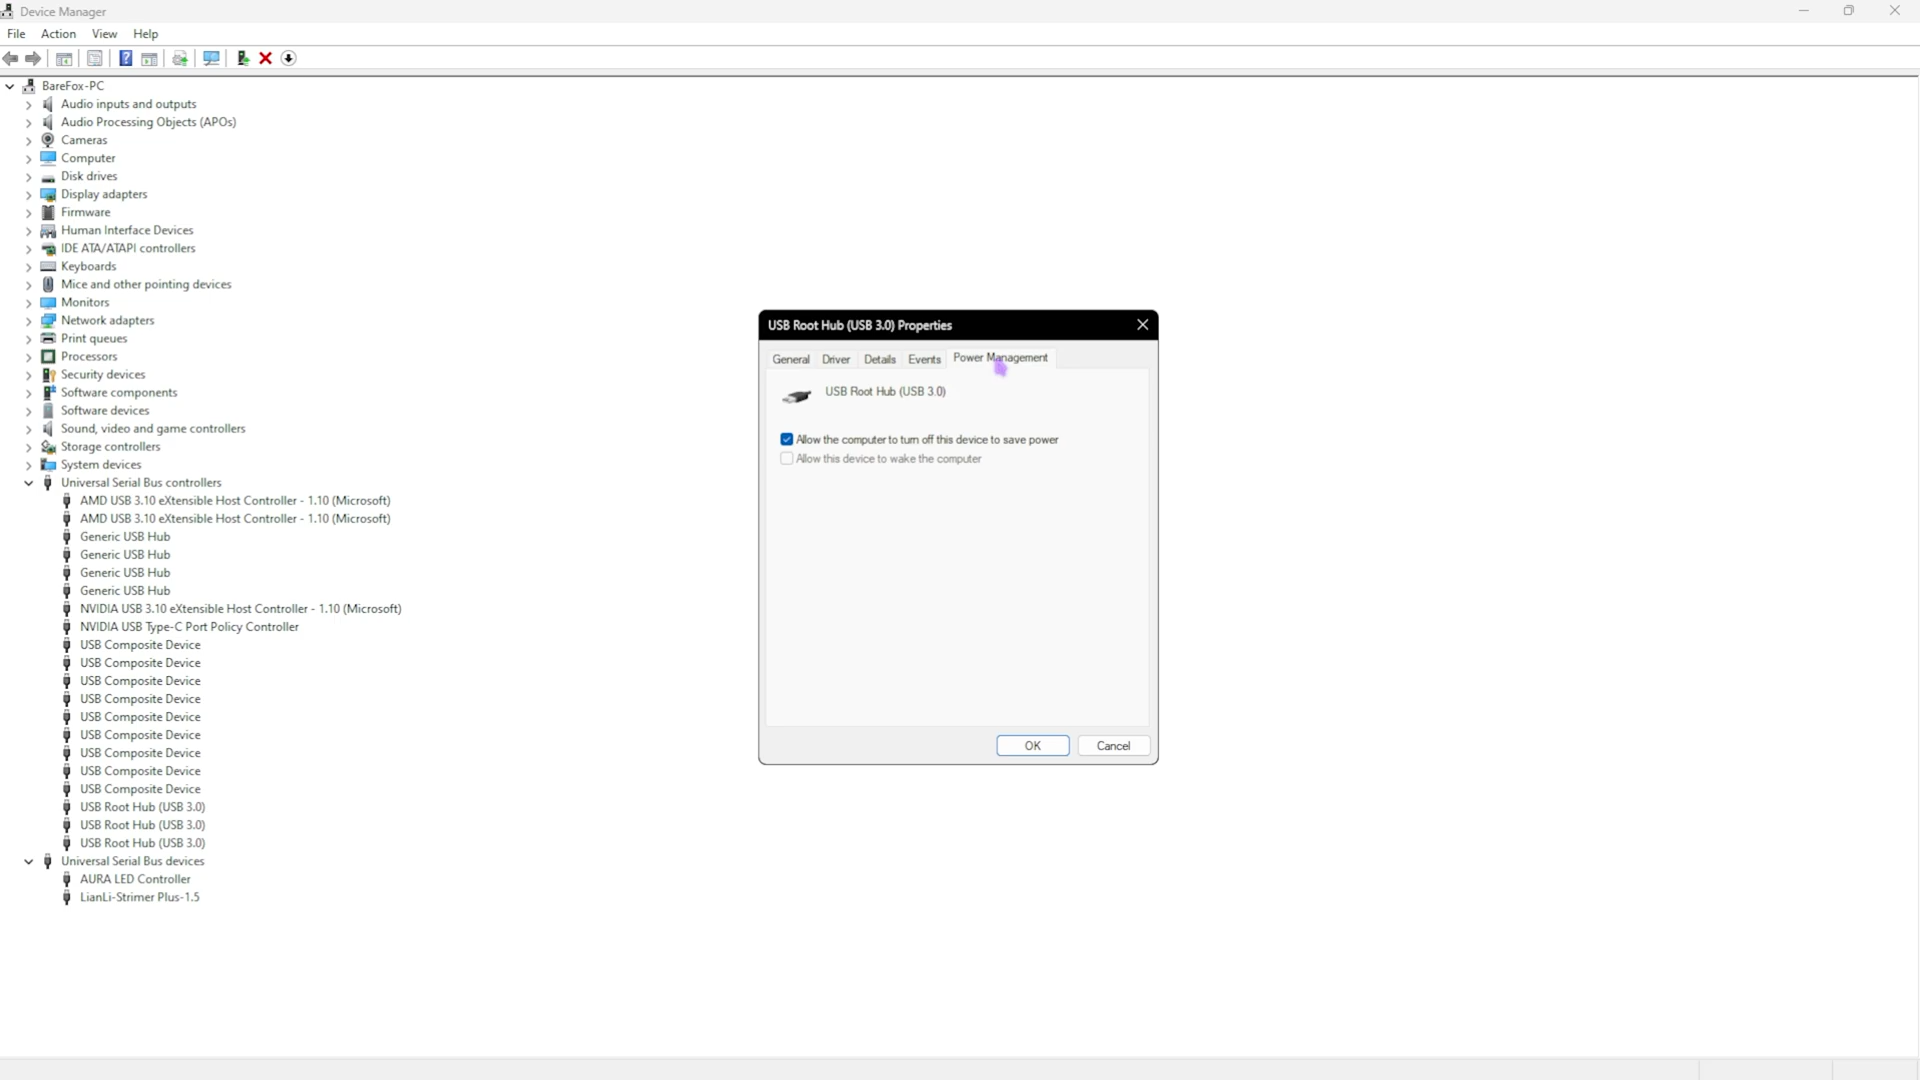 Device Manager
File Action View Help
BareFox-PC
Audio inputs and outputs
Audio Processing Objects (APOs)
Cameras
Computer
Disk drives
Display adapters
Firmware
Human Interface Devices
IDE ATA/ATAPI controllers
Keyboards
Mice and other pointing devices
Monitors
Network adapters
Print queues
Processors
Security devices
Software components
Software devices
Sound, video and game controllers
Storage controllers
System devices
Universal Serial Bus controllers
AMD USB 3.10 eXtensible Host Controller - 1.10 (Microsoft)
AMD USB 3.10 eXtensible Host Controller - 1.10 (Microsoft)
Generic USB Hub
Generic USB Hub
Generic USB Hub
Generic USB Hub
NVIDIA USB 3.10 eXtensible Host Controller - 1.10 (Microsoft)
NVIDIA USB Type-C Port Policy Controller
USB Composite Device
USB Composite Device
USB Composite Device
USB Composite Device
USB Composite Device
USB Composite Device
USB Composite Device
USB Composite Device
USB Composite Device
USB Root Hub (USB 3.0)
USB Root Hub (USB 3.0)
USB Root Hub (USB 3.0)
Universal Serial Bus devices
AURA LED Controller
LianLi-Strimer Plus-1.5
USB Root Hub (USB 3.0) Properties
General Driver Details Events Power Management
USB Root Hub (USB 3.0)
Allow the computer to turn off this device to save power
Allow this device to wake the computer
OK Cancel